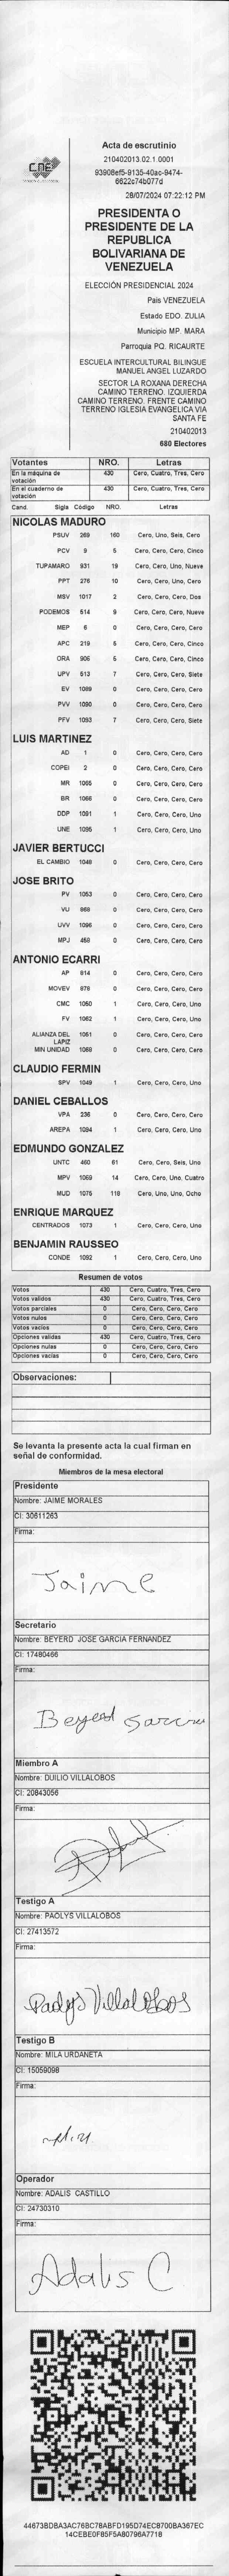 CNE
Acta de escrutinio
210402013.02.1.0001
93908ef5-9135-40ac-9474-
6622c74b077d
28/07/2024 07:22:12 PM
PRESIDENTA O
PRESIDENTE DE LA
REPUBLICA
BOLIVARIANA DE
VENEZUELA
ELECCIÓN PRESIDENCIAL 2024
Pais VENEZUELA
Estado EDO. ZULIA
Municipio MP. MARA
Parroquia PQ. RICAURTE
ESCUELA INTERCULTURAL BILINGUE
MANUEL ANGEL LUZARDO
SECTOR LA ROXANA DERECHA
CAMINO TERRENO. IZQUIERDA
CAMINO TERRENO. FRENTE CAMINO
TERRENO IGLESIA EVANGELICA VIA
SANTA FE
210402013
680 Electores
Votantes NRO. Letras
En la máquina de votación 430 Cero, Cuatro, Tres, Cero
En el cuaderno de votación 430 Cero, Cuatro, Tres, Cero
Cand. Sigla Código NRO. Letras
NICOLAS MADURO
PSUV 269 160 Cero, Uno, Seis, Cero
PCV 9 5 Cero, Cero, Cero, Cinco
TUPAMARO 931 19 Cero, Cero, Uno, Nueve
PPT 276 10 Cero, Cero, Uno, Cero
MSV 1017 2 Cero, Cero, Cero, Dos
PODEMOS 514 9 Cero, Cero, Cero, Nueve
MEP 6 0 Cero, Cero, Cero, Cero
APC 219 5 Cero, Cero, Cero, Cinco
ORA 906 5 Cero, Cero, Cero, Cinco
UPV 513 7 Cero, Cero, Cero, Siete
EV 1089 0 Cero, Cero, Cero, Cero
PVV 1090 0 Cero, Cero, Cero, Cero
PFV 1093 7 Cero, Cero, Cero, Siete
LUIS MARTINEZ
AD 1 0 Cero, Cero, Cero, Cero
COPEI 2 0 Cero, Cero, Cero, Cero
MR 1065 0 Cero, Cero, Cero, Cero
BR 1066 0 Cero, Cero, Cero, Cero
DDP 1091 1 Cero, Cero, Cero, Uno
UNE 1095 1 Cero, Cero, Cero, Uno
JAVIER BERTUCCI
EL CAMBIO 1048 0 Cero, Cero, Cero, Cero
JOSE BRITO
PV 1053 0 Cero, Cero, Cero, Cero
VU 868 0 Cero, Cero, Cero, Cero
UVV 1096 0 Cero, Cero, Cero, Cero
MPJ 458 0 Cero, Cero, Cero, Cero
ANTONIO ECARRI
AP 814 0 Cero, Cero, Cero, Cero
MOVEV 878 0 Cero, Cero, Cero, Cero
CMC 1050 1 Cero, Cero, Cero, Uno
FV 1062 1 Cero, Cero, Cero, Uno
ALIANZA DEL LÁPIZ 1061 0 Cero, Cero, Cero, Cero
MIN UNIDAD 1068 0 Cero, Cero, Cero, Cero
CLAUDIO FERMIN
SPV 1049 1 Cero, Cero, Cero, Uno
DANIEL CEBALLOS
VPA 236 0 Cero, Cero, Cero, Cero
AREPA 1094 1 Cero, Cero, Cero, Uno
EDMUNDO GONZALEZ
UNTC 460 61 Cero, Cero, Seis, Uno
MPV 1069 14 Cero, Cero, Uno, Cuatro
MUD 1075 118 Cero, Uno, Uno, Ocho
ENRIQUE MARQUEZ
CENTRADOS 1073 1 Cero, Cero, Cero, Uno
BENJAMIN RAUSSEO
CONDE 1092 1 Cero, Cero, Cero, Uno
Resumen de votos
Votos 430 Cero, Cuatro, Tres, Cero
Votos validos 430 Cero, Cuatro, Tres, Cero
Votos parciales 0 Cero, Cero, Cero, Cero
Votos nulos 0 Cero, Cero, Cero, Cero
Votos vacios 0 Cero, Cero, Cero, Cero
Opciones validas 430 Cero, Cuatro, Tres, Cero
Opciones nulas 0 Cero, Cero, Cero, Cero
Opciones vacias 0 Cero, Cero, Cero, Cero
Observaciones:
Se levanta la presente acta la cual firman en
señal de conformidad.
Miembros de la mesa electoral
Presidente
Nombre: JAIME MORALES
CI: 30611263
Firma:
Jaime
Secretario
Nombre: BEYERD JOSE GARCIA FERNANDEZ
CI: 17480466
Firma:
Beyerd Garcia
Miembro A
Nombre: DUILIO VILLALOBOS
CI: 20843056
Firma:
Testigo A
Nombre: PAOLYS VILLALOBOS
CI: 27413572
Firma:
Paolys Villalobos
Testigo B
Nombre: MILA URDANETA
CI: 15059098
Firma:
Operador
Nombre: ADALIS CASTILLO
CI: 24730310
Firma:
Adalis C
44673BDBA3AC76BC78ABFD195D74EC8700BA367EC
14CEBE0F85F5A80796A7718